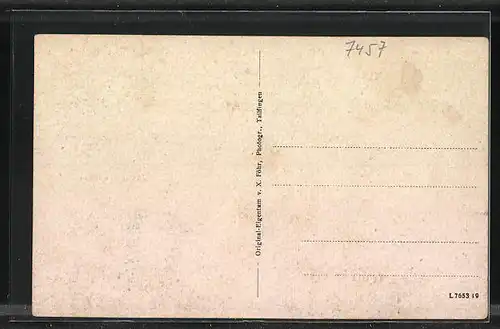 7457
Original-Eigentum v. X. Föhr, Photogr., Tailfingen
L 7653 19